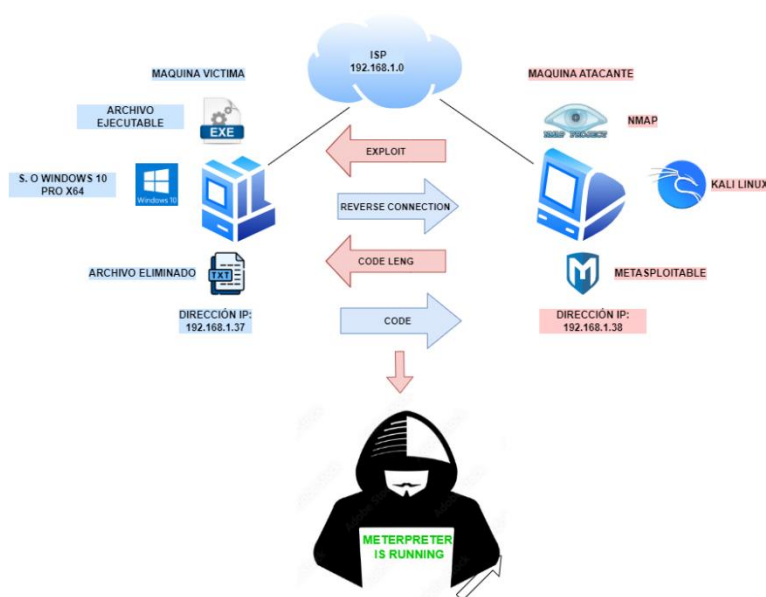 ISP
192.168.1.0
MAQUINA VICTIMA
MAQUINA ATACANTE
ARCHIVO
EJECUTABLE
EXE
NMAP PROJECT
NMAP
EXPLOIT
S. O WINDOWS 10
PRO X64
Windows 10
REVERSE CONNECTION
KALI LINUX
CODE LENG
ARCHIVO ELIMINADO
TXT
METASPLOITABLE
DIRECCIÓN IP:
192.168.1.37
CODE
DIRECCIÓN IP:
192.168.1.38
METERPRETER
IS RUNNING